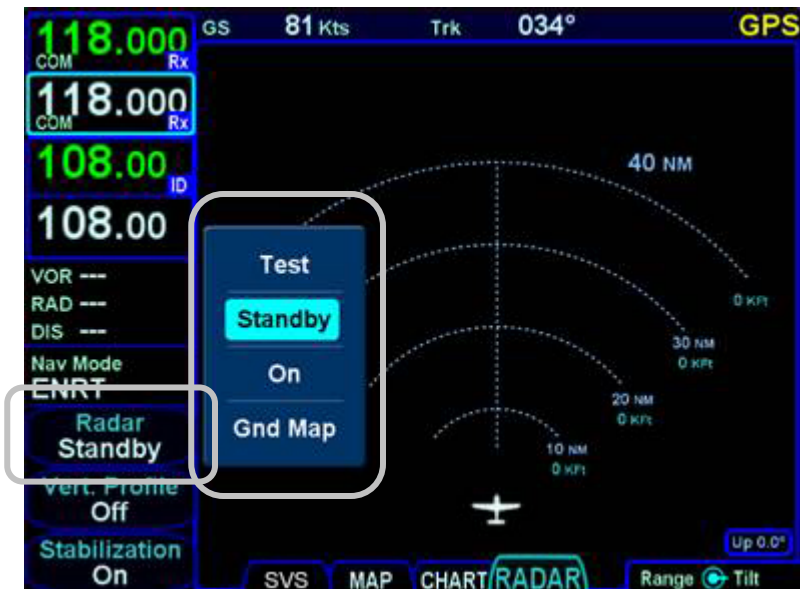 118.000
COM Rx
118.000
COM Rx
108.00
ID
108.00
VOR ---
RAD ---
DIS ---
Nav Mode
ENRT
Radar
Standby
Vert. Profile
Off
Stabilization
On
GS 81 Kts Trk 034° GPS
Test
Standby
On
Gnd Map
40 NM
0 KFt
30 NM
0 KFt
20 NM
0 KFt
10 NM
0 KFt
Up 0.0°
SVS MAP CHART RADAR Range Tilt